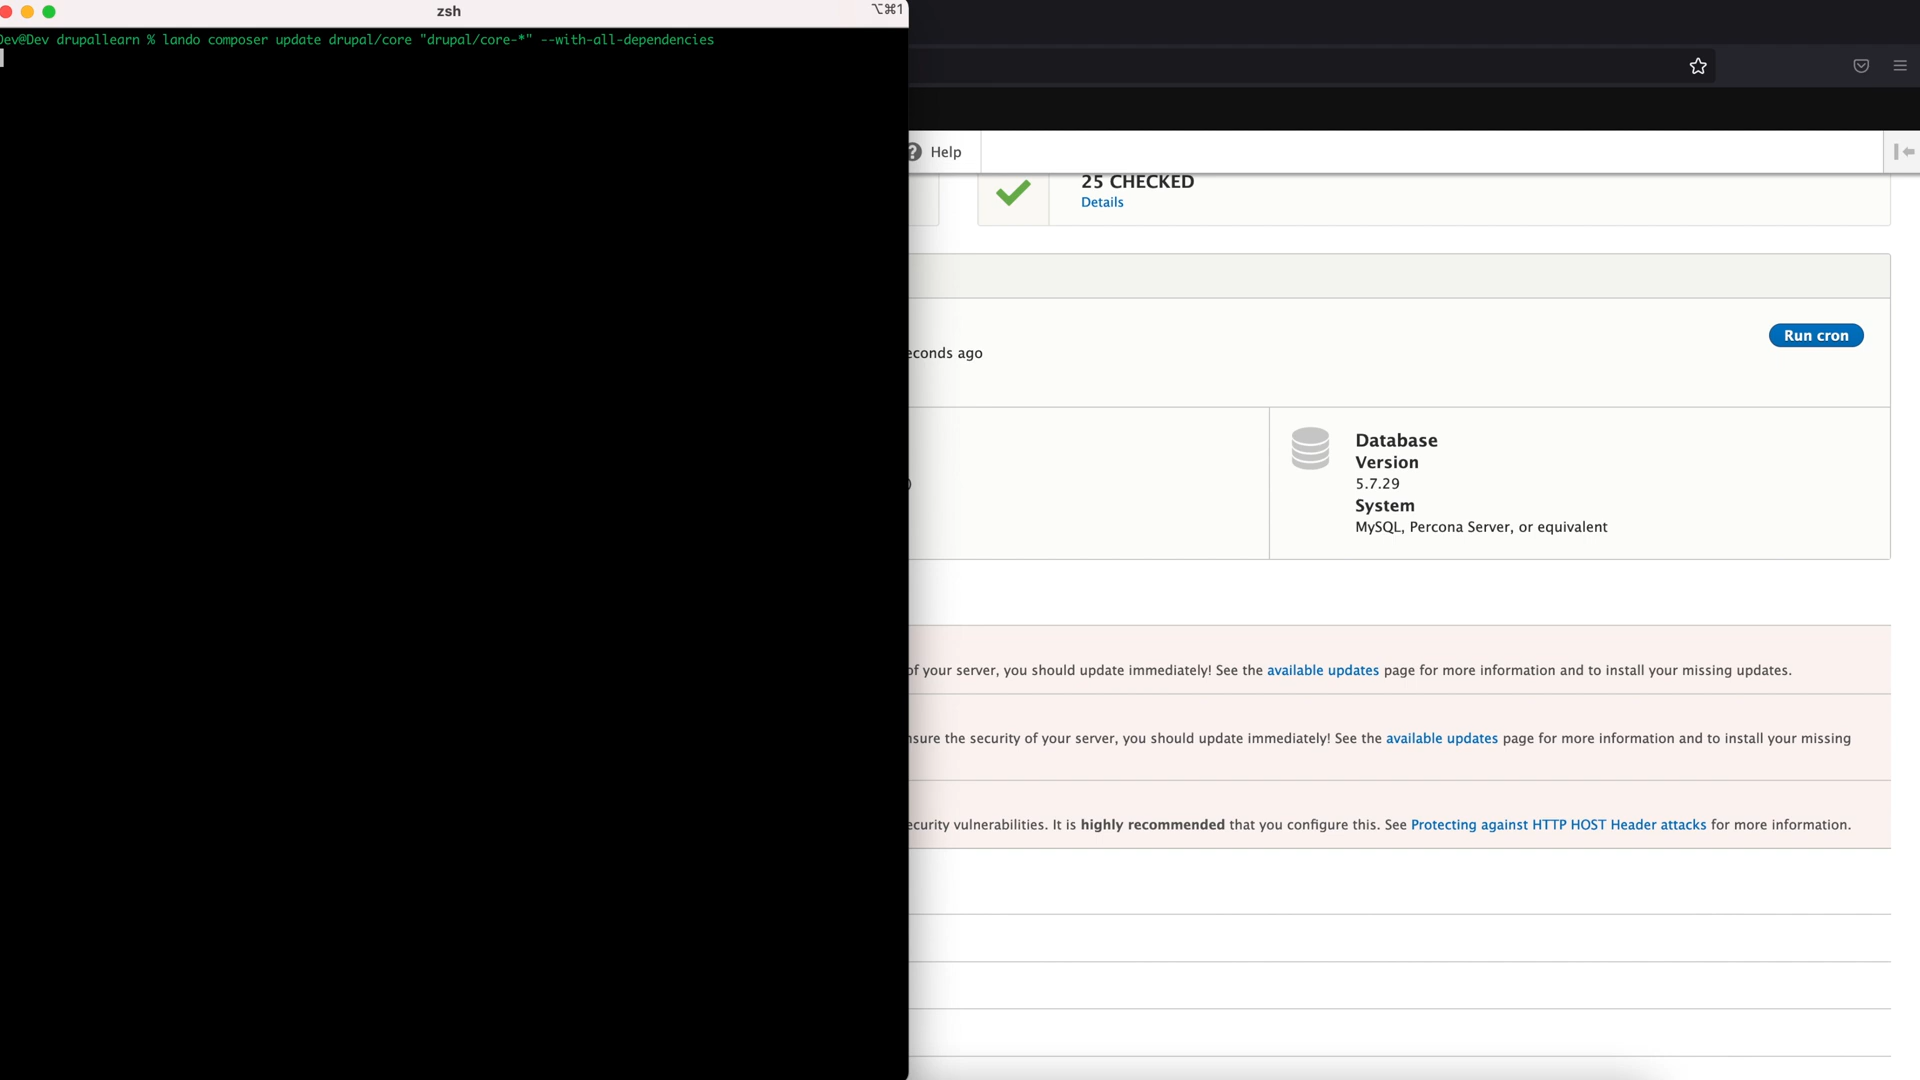 zsh
⌥⌘1
Dev@Dev drupallearn % lando composer update drupal/core "drupal/core-*" --with-all-dependencies
Help
25 CHECKED
Details
Run cron
econds ago
Database
Version
5.7.29
System
MySQL, Percona Server, or equivalent
)
of your server, you should update immediately! See the available updates page for more information and to install your missing updates.
nsure the security of your server, you should update immediately! See the available updates page for more information and to install your missing
ecurity vulnerabilities. It is highly recommended that you configure this. See Protecting against HTTP HOST Header attacks for more information.